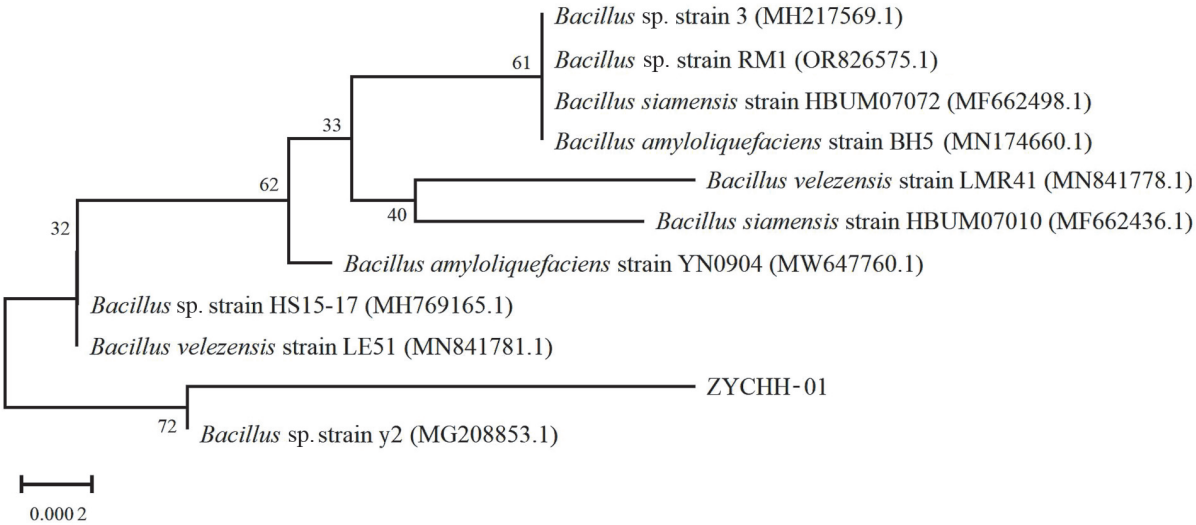 Bacillus sp. strain 3 (MH217569.1)
61
Bacillus sp. strain RM1 (OR826575.1)
Bacillus siamensis strain HBUM07072 (MF662498.1)
33
Bacillus amyloliquefaciens strain BH5 (MN174660.1)
62
Bacillus velezensis strain LMR41 (MN841778.1)
40
Bacillus siamensis strain HBUM07010 (MF662436.1)
32
Bacillus amyloliquefaciens strain YN0904 (MW647760.1)
Bacillus sp. strain HS15-17 (MH769165.1)
Bacillus velezensis strain LE51 (MN841781.1)
ZYCHH-01
72
Bacillus sp. strain y2 (MG208853.1)
0.000 2